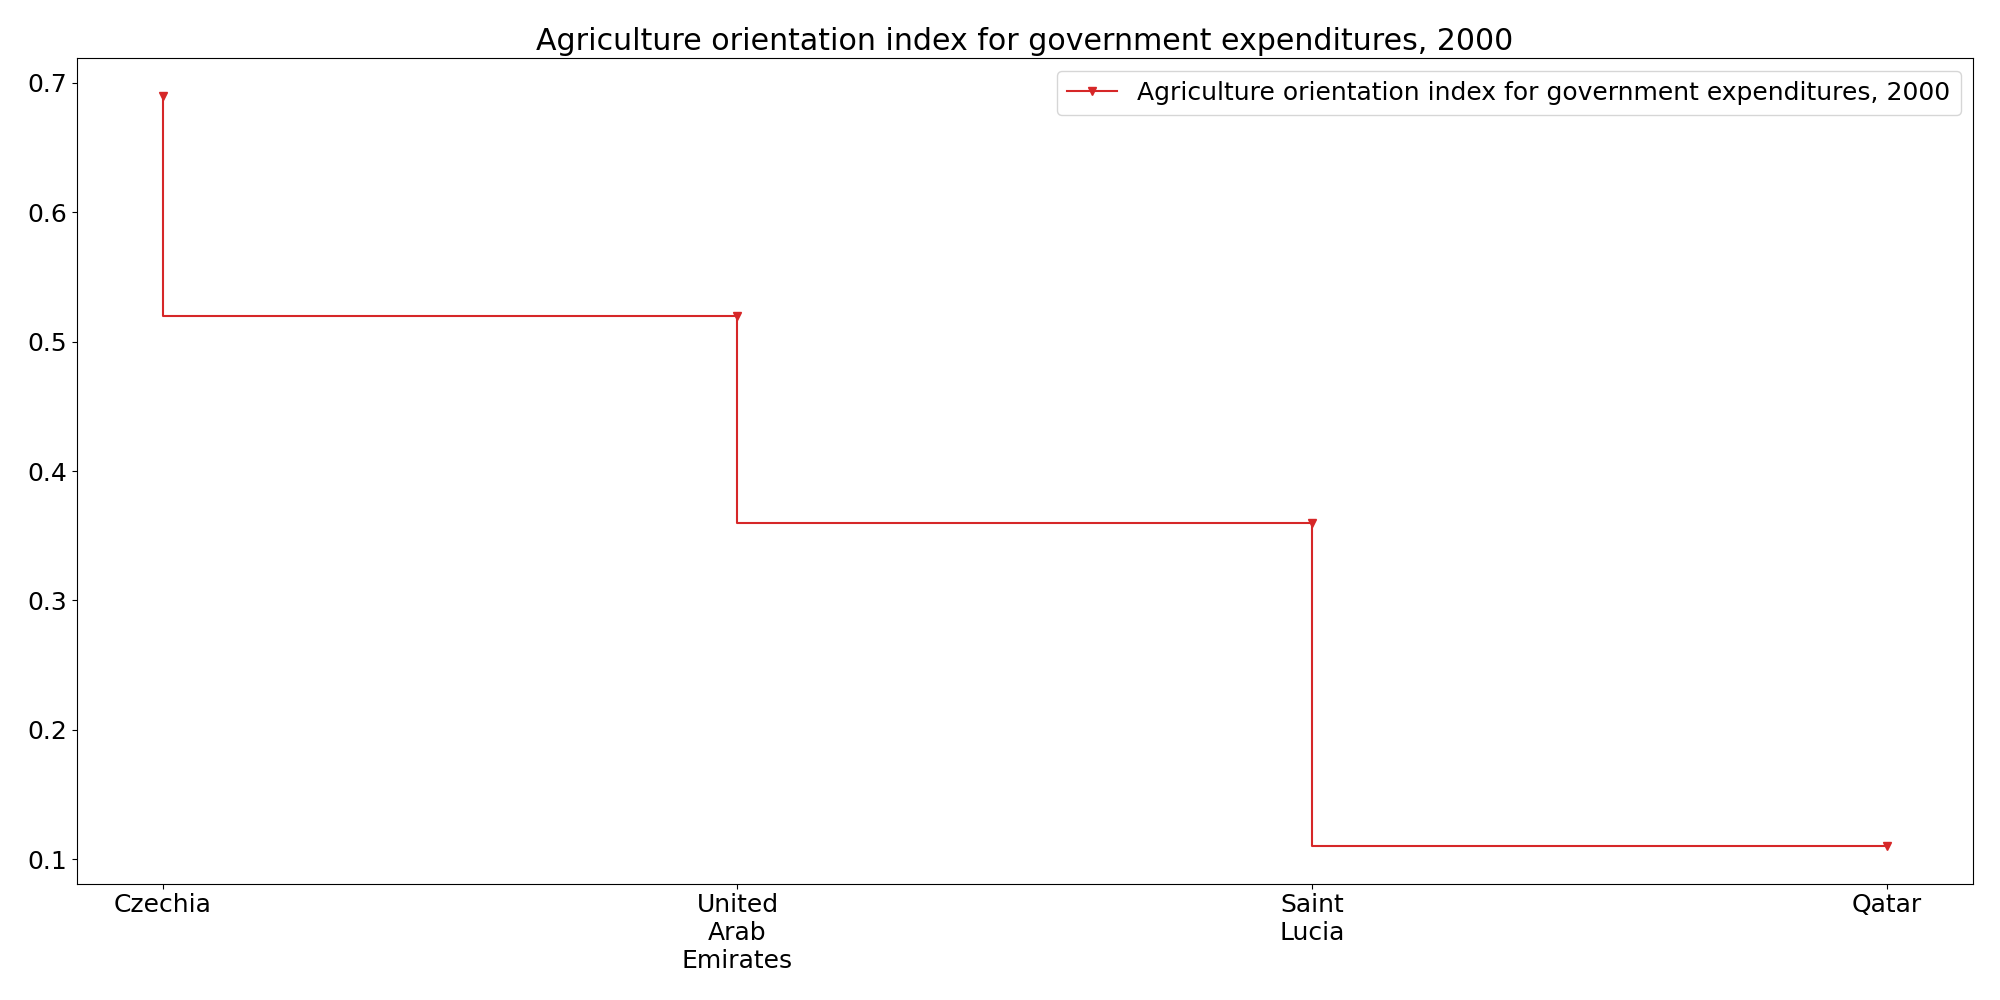 Agriculture orientation index for government expenditures, 2000
Agriculture orientation index for government expenditures, 2000
0.7
0.6
0.5
0.4
0.3
0.2
0.1
Czechia
United
Arab
Emirates
Saint
Lucia
Qatar